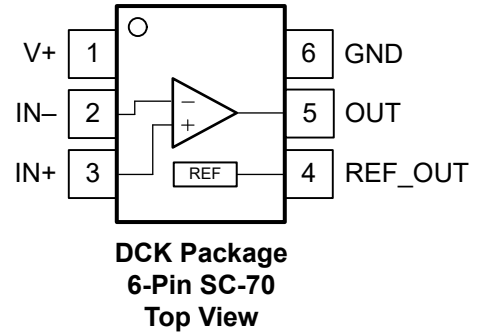 V+ 1 6 GND
IN– 2 – 5 OUT
IN+ 3 + REF 4 REF_OUT
DCK Package
6-Pin SC-70
Top View